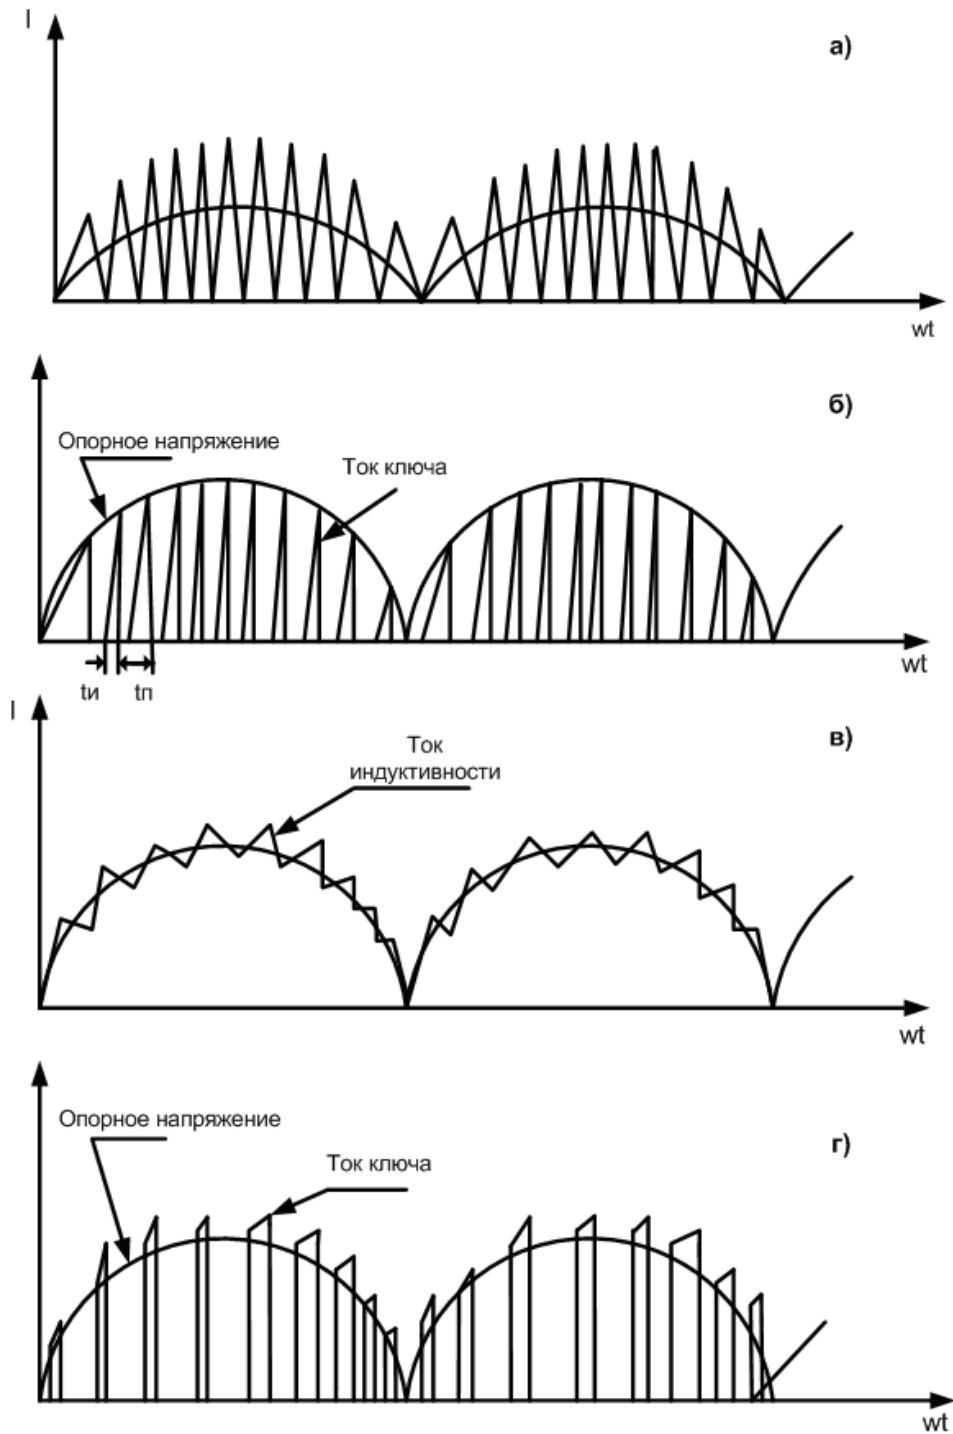 I
а)
wt
б)
Опорное напряжение
Ток ключа
wt
tи
tп
I
в)
Ток
индуктивности
wt
Опорное напряжение
г)
Ток ключа
wt